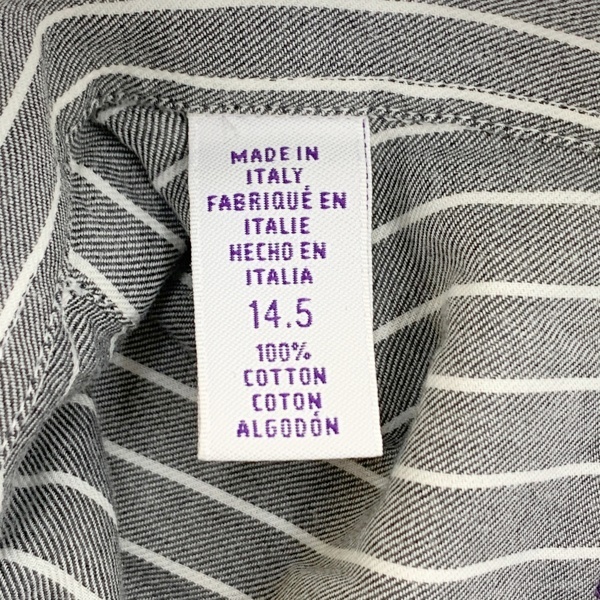 MADE IN
ITALY
FABRIQUÉ EN
ITALIE
HECHO EN
ITALIA
14.5
100%
COTTON
COTON
ALGODÓN